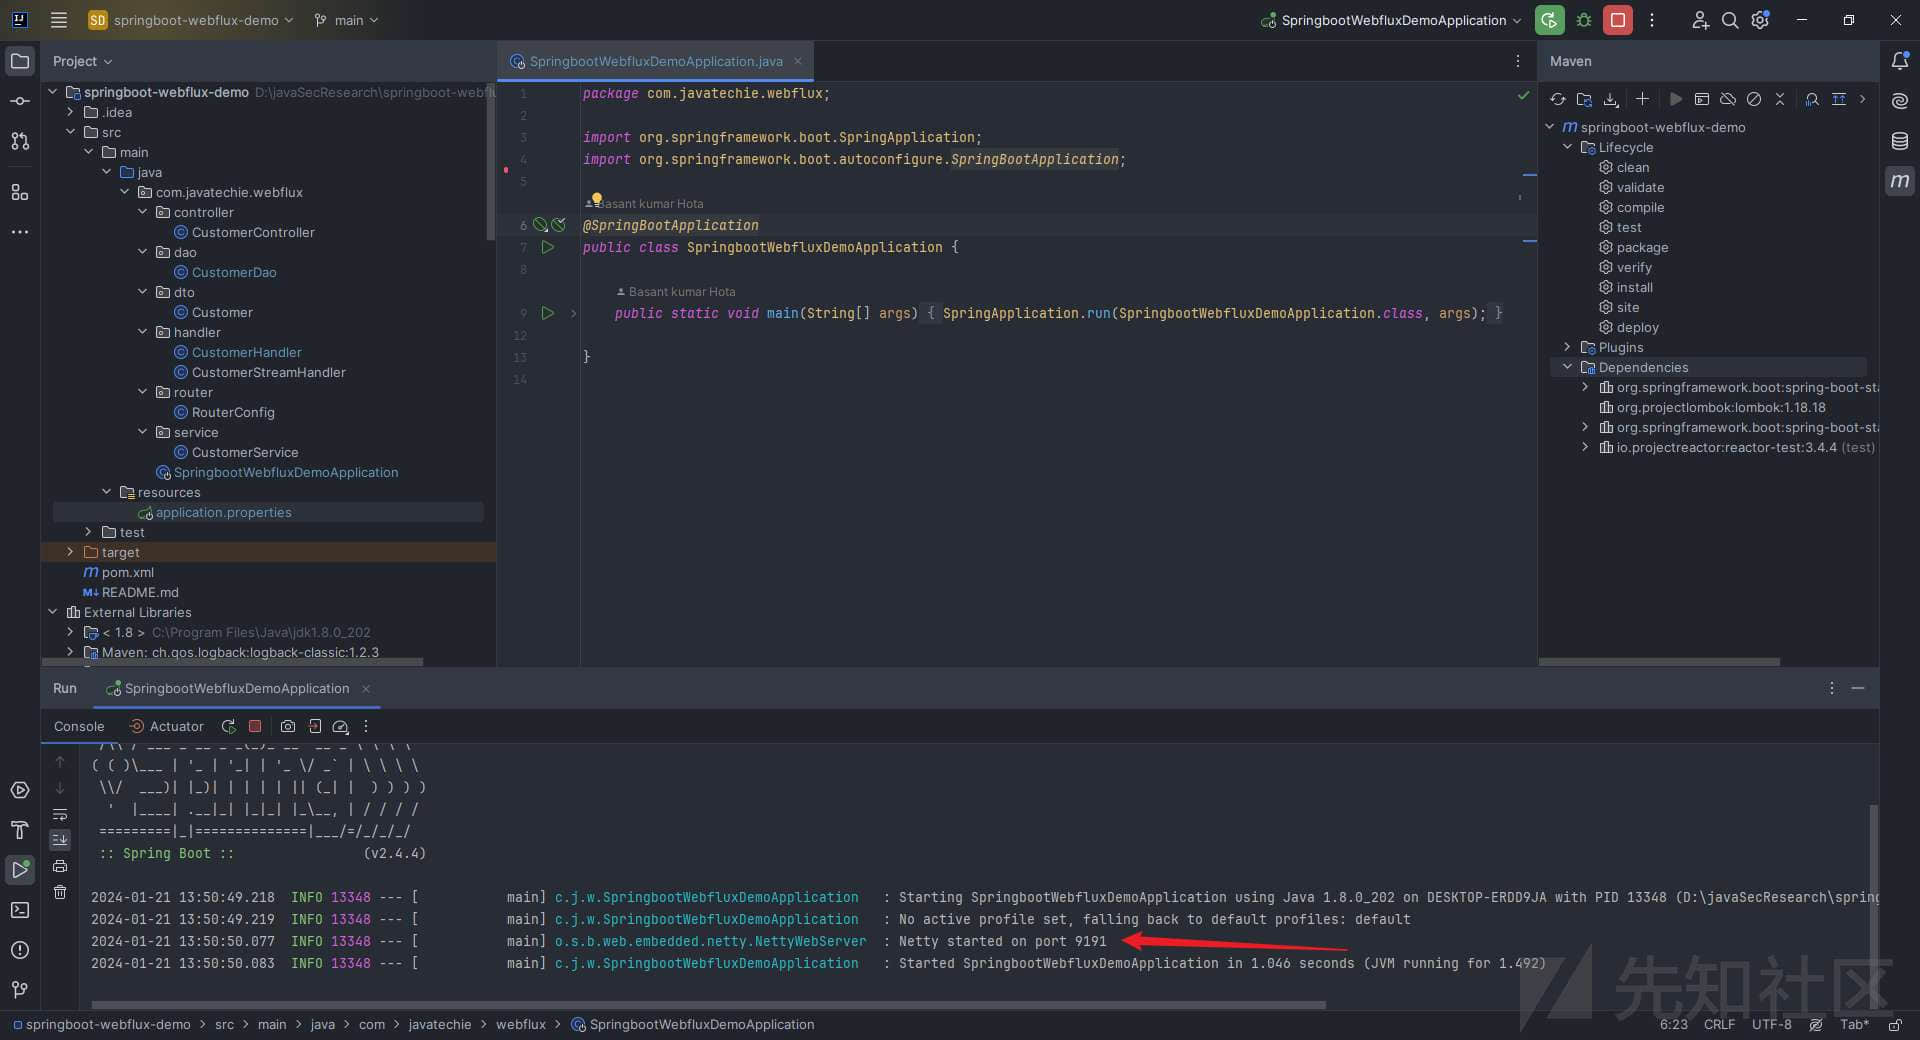 SD springboot-webflux-demo main SpringbootWebfluxDemoApplication
Project
springboot-webflux-demo D:\javaSecResearch\springboot-webflu
.idea
src
main
java
com.javatechie.webflux
controller
CustomerController
dao
CustomerDao
dto
Customer
handler
CustomerHandler
CustomerStreamHandler
router
RouterConfig
service
CustomerService
SpringbootWebfluxDemoApplication
resources
application.properties
test
target
pom.xml
README.md
External Libraries
< 1.8 > C:\Program Files\Java\jdk1.8.0_202
Maven: ch.qos.logback:logback-classic:1.2.3
SpringbootWebfluxDemoApplication.java
1 package com.javatechie.webflux;
2
3 import org.springframework.boot.SpringApplication;
4 import org.springframework.boot.autoconfigure.SpringBootApplication;
5
Basant kumar Hota
6 @SpringBootApplication
7 public class SpringbootWebfluxDemoApplication {
8
Basant kumar Hota
9 public static void main(String[] args) { SpringApplication.run(SpringbootWebfluxDemoApplication.class, args); }
12
13 }
14
Maven
springboot-webflux-demo
Lifecycle
clean
validate
compile
test
package
verify
install
site
deploy
Plugins
Dependencies
org.springframework.boot:spring-boot-sta
org.projectlombok:lombok:1.18.18
org.springframework.boot:spring-boot-sta
io.projectreactor:reactor-test:3.4.4 (test)
Run SpringbootWebfluxDemoApplication
Console Actuator
( ( )\___ | '_ | '_| | '_ \/ _` | \ \ \ \
\\/  ___)| |_)| | | | | || (_| |  ) ) ) )
'  |____| .__|_| |_|_| |_\__, | / / / /
=========|_|==============|___/=/_/_/_/
:: Spring Boot :: (v2.4.4)
2024-01-21 13:50:49.218 INFO 13348 --- [ main] c.j.w.SpringbootWebfluxDemoApplication : Starting SpringbootWebfluxDemoApplication using Java 1.8.0_202 on DESKTOP-ERDD9JA with PID 13348 (D:\javaSecResearch\spring
2024-01-21 13:50:49.219 INFO 13348 --- [ main] c.j.w.SpringbootWebfluxDemoApplication : No active profile set, falling back to default profiles: default
2024-01-21 13:50:50.077 INFO 13348 --- [ main] o.s.b.web.embedded.netty.NettyWebServer : Netty started on port 9191
2024-01-21 13:50:50.083 INFO 13348 --- [ main] c.j.w.SpringbootWebfluxDemoApplication : Started SpringbootWebfluxDemoApplication in 1.046 seconds (JVM running for 1.492)
先知社区
springboot-webflux-demo > src > main > java > com > javatechie > webflux > SpringbootWebfluxDemoApplication 6:23 CRLF UTF-8 Tab*